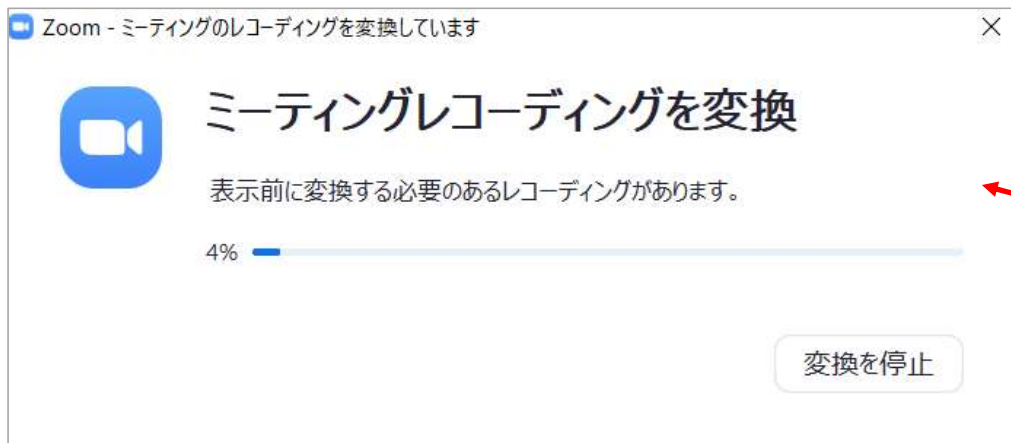 Zoom - ミーティングのレコーディングを変換しています
ミーティングレコーディングを変換
表示前に変換する必要のあるレコーディングがあります。
4%
変換を停止